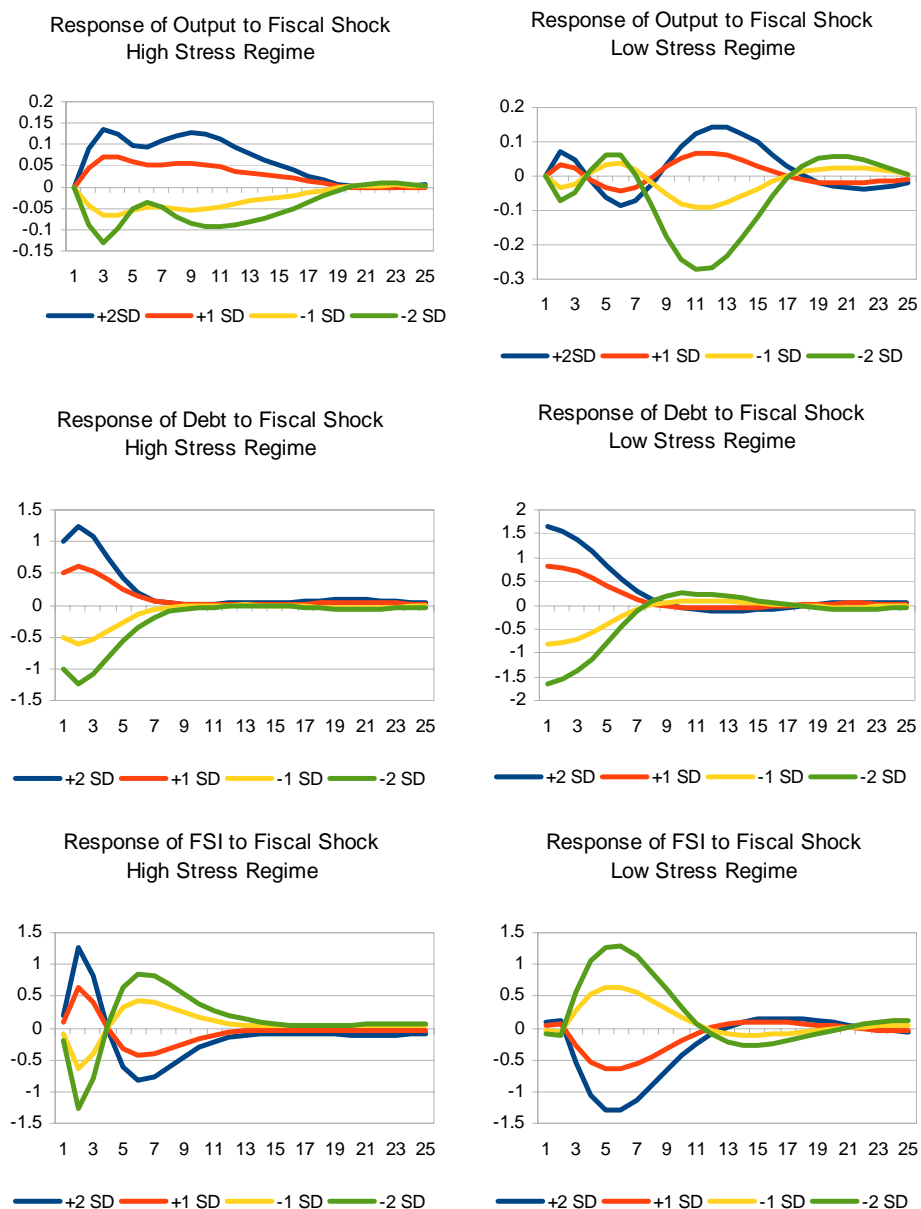 Response of Output to Fiscal Shock
High Stress Regime
0.2
0.15
0.1
0.05
0
-0.05
-0.1
-0.15
1 3 5 7 9 11 13 15 17 19 21 23 25
+2SD +1 SD -1 SD -2 SD
Response of Output to Fiscal Shock
Low Stress Regime
0.2
0.1
0
-0.1
-0.2
-0.3
1 3 5 7 9 11 13 15 17 19 21 23 25
+2SD +1 SD -1 SD -2 SD
Response of Debt to Fiscal Shock
High Stress Regime
1.5
1
0.5
0
-0.5
-1
-1.5
1 3 5 7 9 11 13 15 17 19 21 23 25
+2 SD +1 SD -1 SD -2 SD
Response of Debt to Fiscal Shock
Low Stress Regime
2
1.5
1
0.5
0
-0.5
-1
-1.5
-2
1 3 5 7 9 11 13 15 17 19 21 23 25
+2 SD +1 SD -1 SD -2 SD
Response of FSI to Fiscal Shock
High Stress Regime
1.5
1
0.5
0
-0.5
-1
-1.5
1 3 5 7 9 11 13 15 17 19 21 23 25
+2 SD +1 SD -1 SD -2 SD
Response of FSI to Fiscal Shock
Low Stress Regime
1.5
1
0.5
0
-0.5
-1
-1.5
1 3 5 7 9 11 13 15 17 19 21 23 25
+2 SD +1 SD -1 SD -2 SD